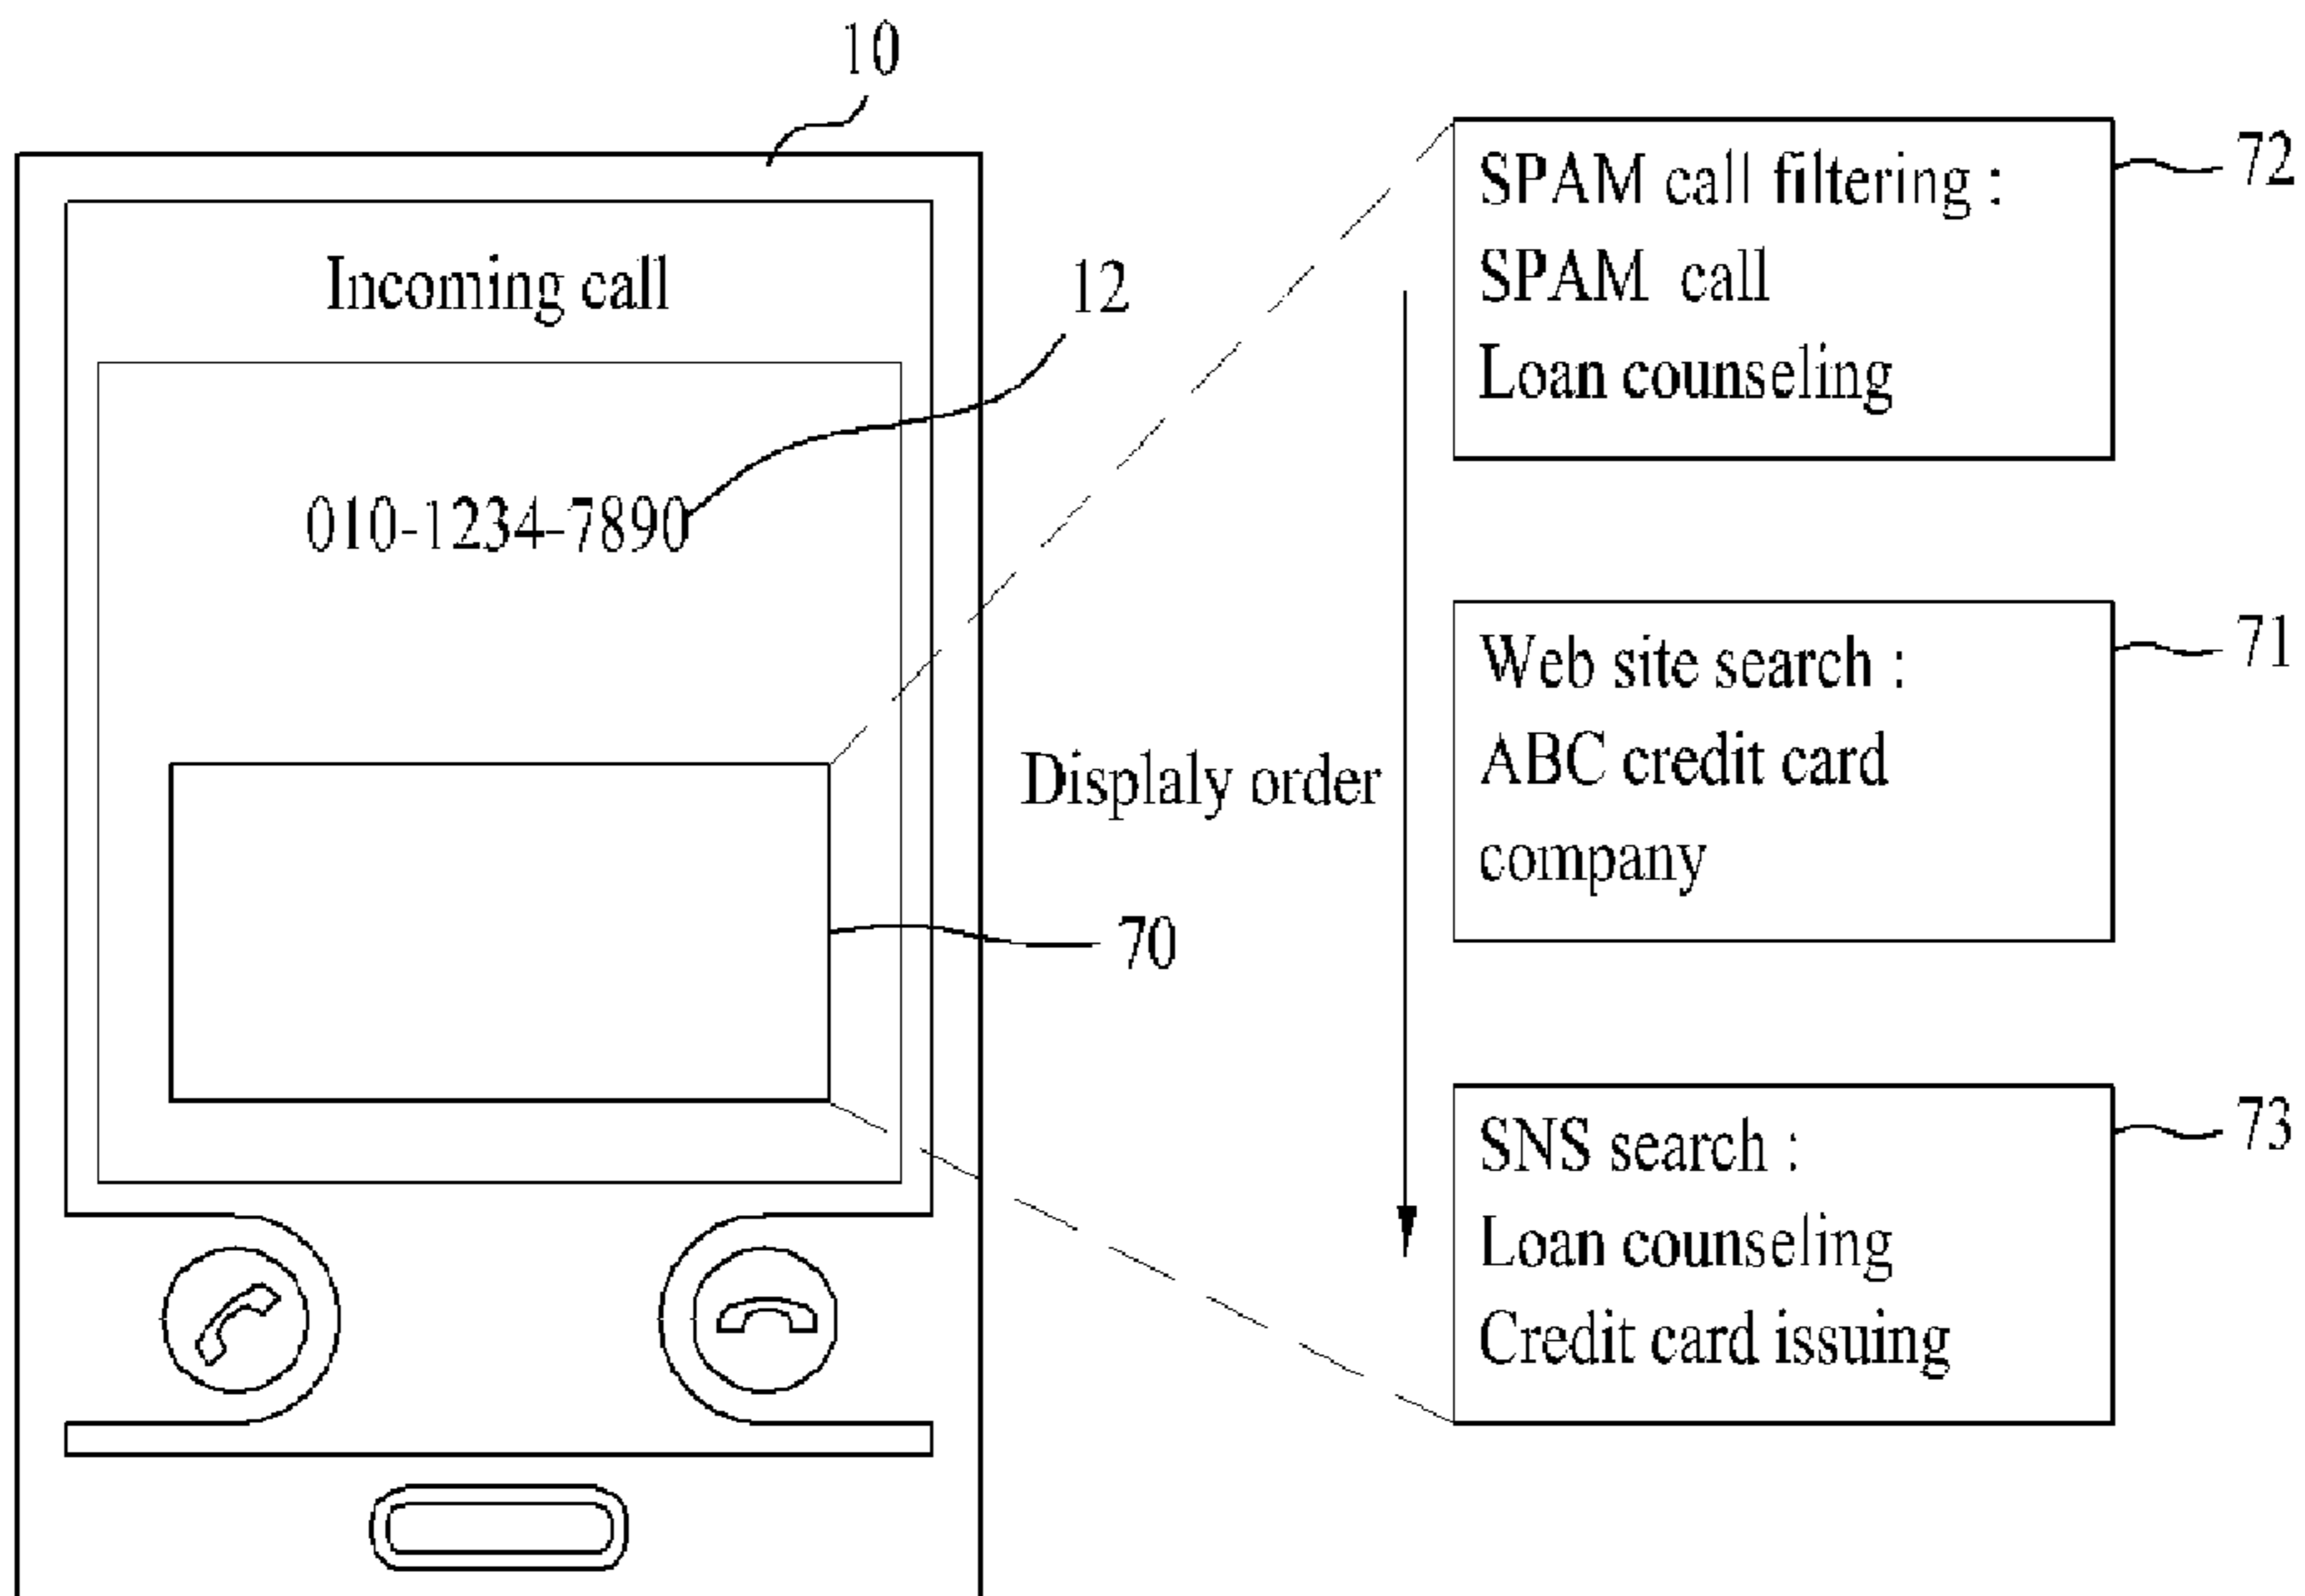 10
Incoming call
12
010-1234-7890
70
Displaly order
SPAM call filtering :
SPAM call
Loan counseling
72
Web site search :
ABC credit card
company
71
SNS search :
Loan counseling
Credit card issuing
73